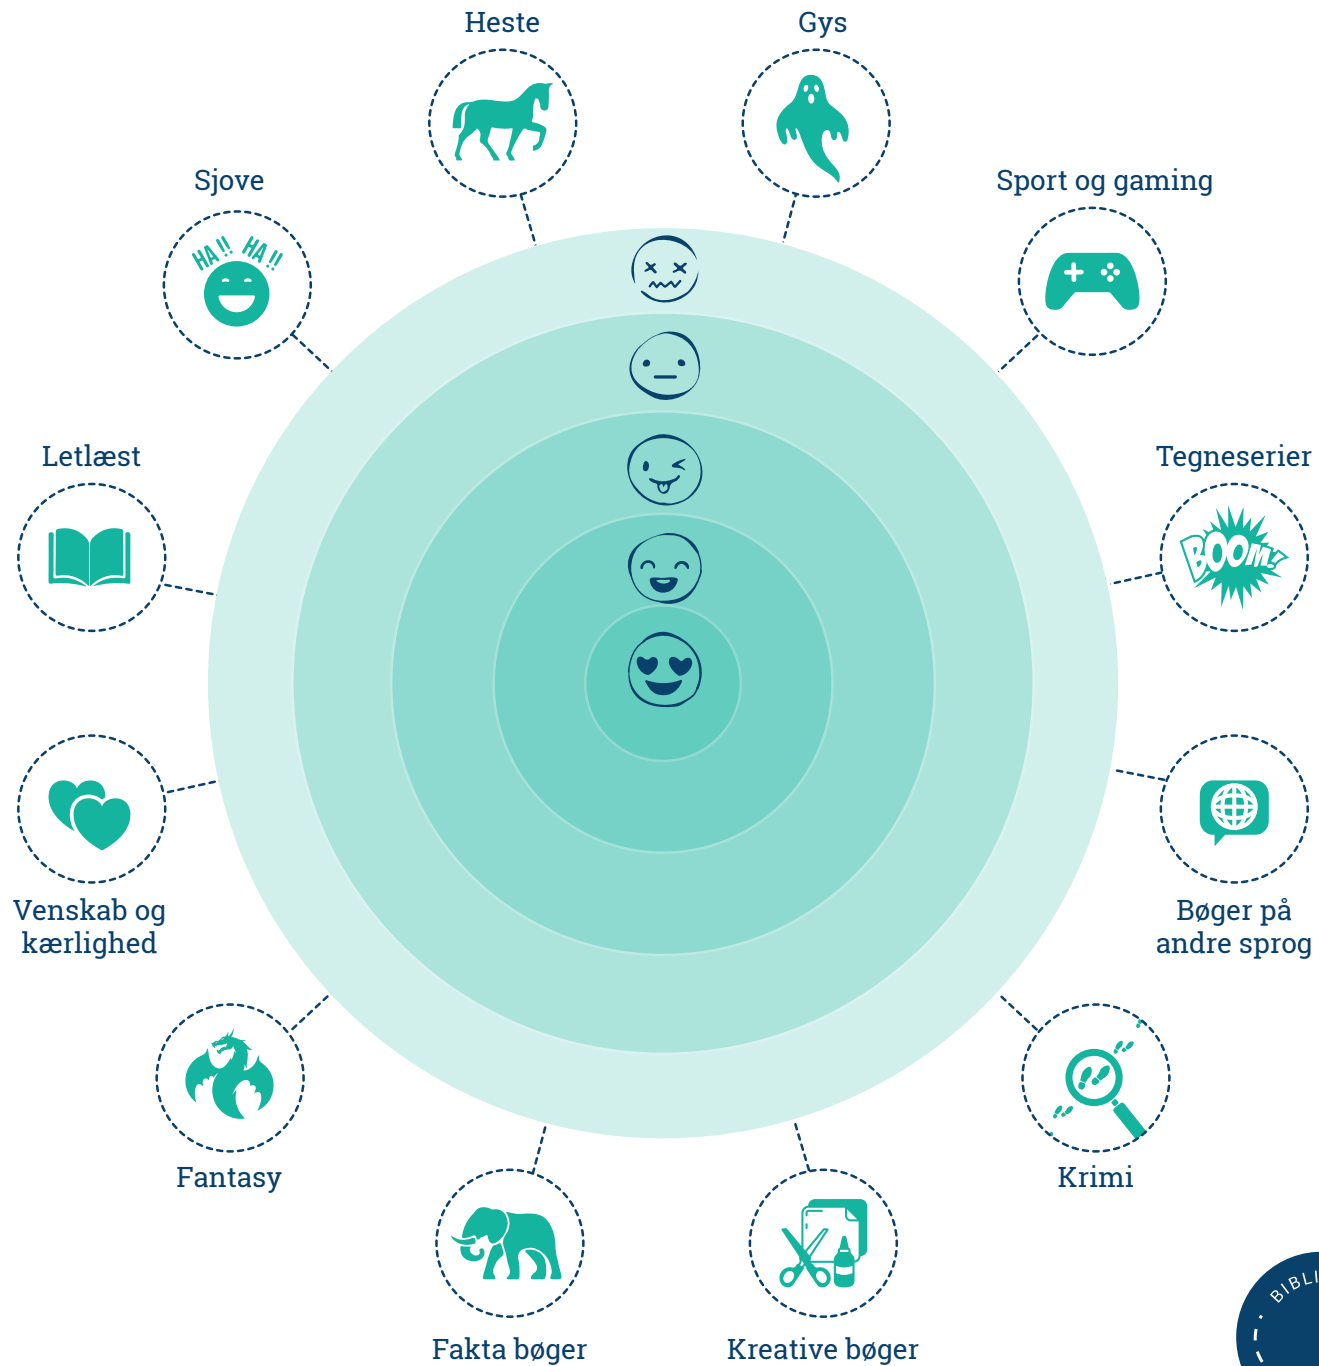 Heste
Gys
Sjove
HA!! HA!!
Sport og gaming
Letlæst
Tegneserier
BOOM!
Venskab og
kærlighed
Bøger på
andre sprog
Fantasy
Krimi
Fakta bøger
Kreative bøger